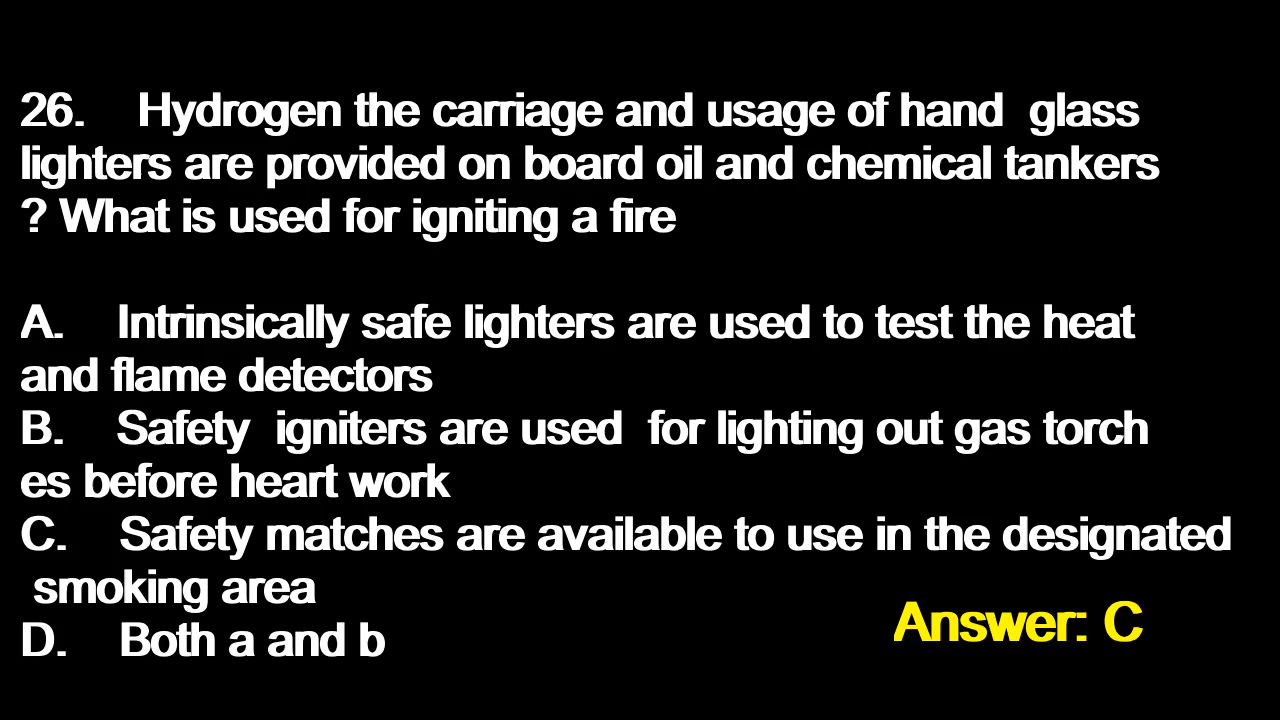 26. Hydrogen the carriage and usage of hand glass
lighters are provided on board oil and chemical tankers
? What is used for igniting a fire
A. Intrinsically safe lighters are used to test the heat
and flame detectors
B. Safety igniters are used for lighting out gas torch
es before heart work
C. Safety matches are available to use in the designated
smoking area
D. Both a and b
Answer: C